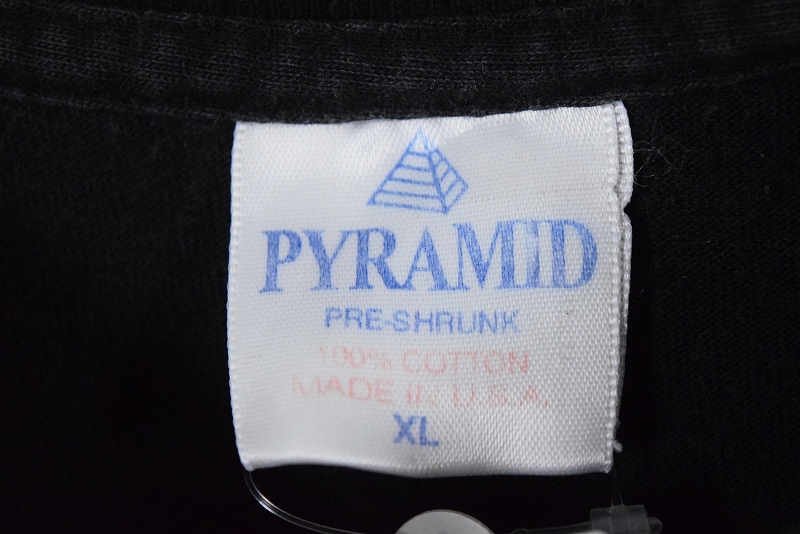 PYRAMID
PRE-SHRUNK
100% COTTON
MADE IN U.S.A.
XL